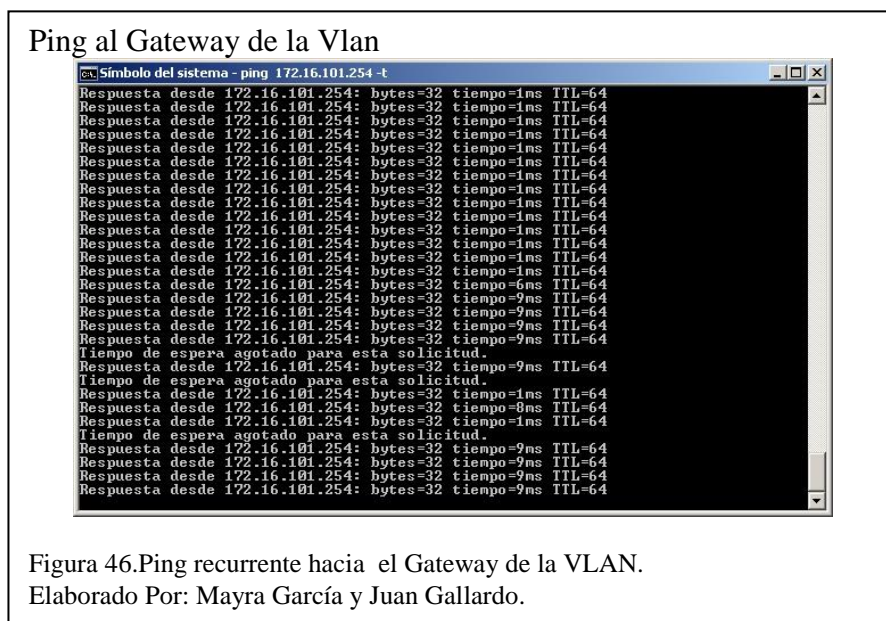 Ping al Gateway de la Vlan
Símbolo del sistema - ping 172.16.101.254 -t
Respuesta desde 172.16.101.254: bytes=32 tiempo=1ms TTL=64
Respuesta desde 172.16.101.254: bytes=32 tiempo=1ms TTL=64
Respuesta desde 172.16.101.254: bytes=32 tiempo=1ms TTL=64
Respuesta desde 172.16.101.254: bytes=32 tiempo=1ms TTL=64
Respuesta desde 172.16.101.254: bytes=32 tiempo=1ms TTL=64
Respuesta desde 172.16.101.254: bytes=32 tiempo=1ms TTL=64
Respuesta desde 172.16.101.254: bytes=32 tiempo=1ms TTL=64
Respuesta desde 172.16.101.254: bytes=32 tiempo=1ms TTL=64
Respuesta desde 172.16.101.254: bytes=32 tiempo=1ms TTL=64
Respuesta desde 172.16.101.254: bytes=32 tiempo=1ms TTL=64
Respuesta desde 172.16.101.254: bytes=32 tiempo=1ms TTL=64
Respuesta desde 172.16.101.254: bytes=32 tiempo=1ms TTL=64
Respuesta desde 172.16.101.254: bytes=32 tiempo=1ms TTL=64
Respuesta desde 172.16.101.254: bytes=32 tiempo=1ms TTL=64
Respuesta desde 172.16.101.254: bytes=32 tiempo=6ms TTL=64
Respuesta desde 172.16.101.254: bytes=32 tiempo=9ms TTL=64
Respuesta desde 172.16.101.254: bytes=32 tiempo=9ms TTL=64
Respuesta desde 172.16.101.254: bytes=32 tiempo=9ms TTL=64
Respuesta desde 172.16.101.254: bytes=32 tiempo=9ms TTL=64
Tiempo de espera agotado para esta solicitud.
Respuesta desde 172.16.101.254: bytes=32 tiempo=9ms TTL=64
Tiempo de espera agotado para esta solicitud.
Respuesta desde 172.16.101.254: bytes=32 tiempo=1ms TTL=64
Respuesta desde 172.16.101.254: bytes=32 tiempo=8ms TTL=64
Respuesta desde 172.16.101.254: bytes=32 tiempo=1ms TTL=64
Tiempo de espera agotado para esta solicitud.
Respuesta desde 172.16.101.254: bytes=32 tiempo=9ms TTL=64
Respuesta desde 172.16.101.254: bytes=32 tiempo=9ms TTL=64
Respuesta desde 172.16.101.254: bytes=32 tiempo=9ms TTL=64
Respuesta desde 172.16.101.254: bytes=32 tiempo=9ms TTL=64
Figura 46.Ping recurrente hacia el Gateway de la VLAN.
Elaborado Por: Mayra García y Juan Gallardo.